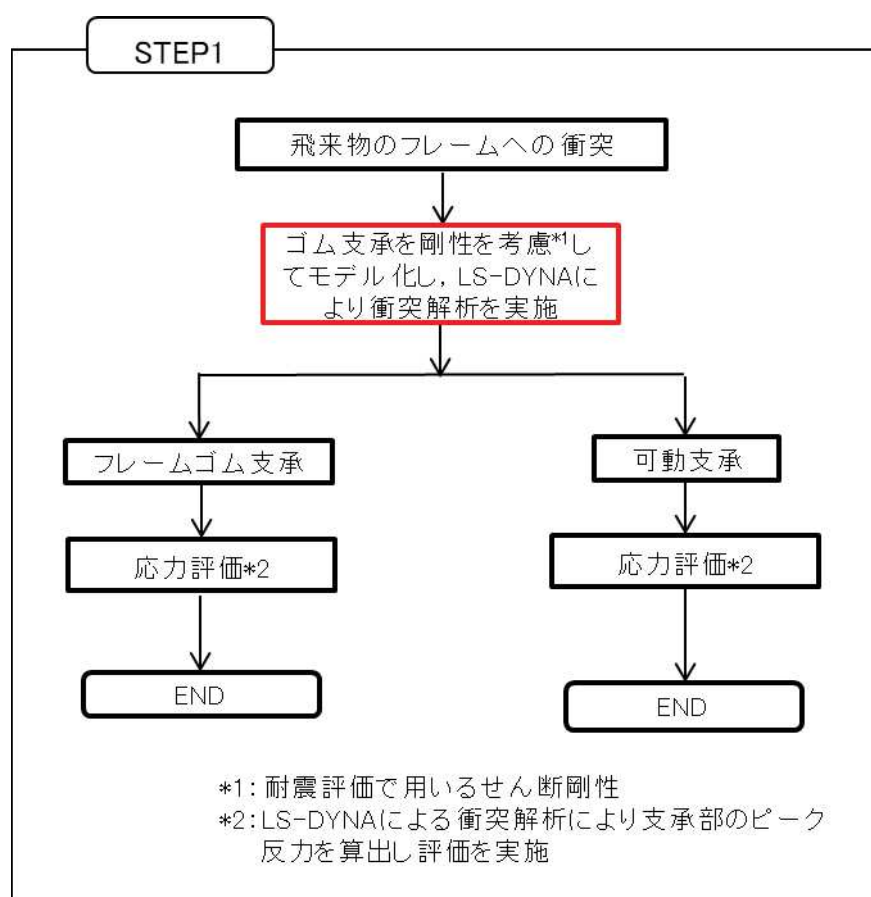 STEP1
飛来物のフレームへの衝突
ゴム支承を剛性を考慮*1し
てモデル化し，LS-DYNAに
より衝突解析を実施
フレームゴム支承
可動支承
応力評価*2
応力評価*2
END
END
*1：耐震評価で用いるせん断剛性
*2：LS-DYNAによる衝突解析により支承部のピーク
反力を算出し評価を実施